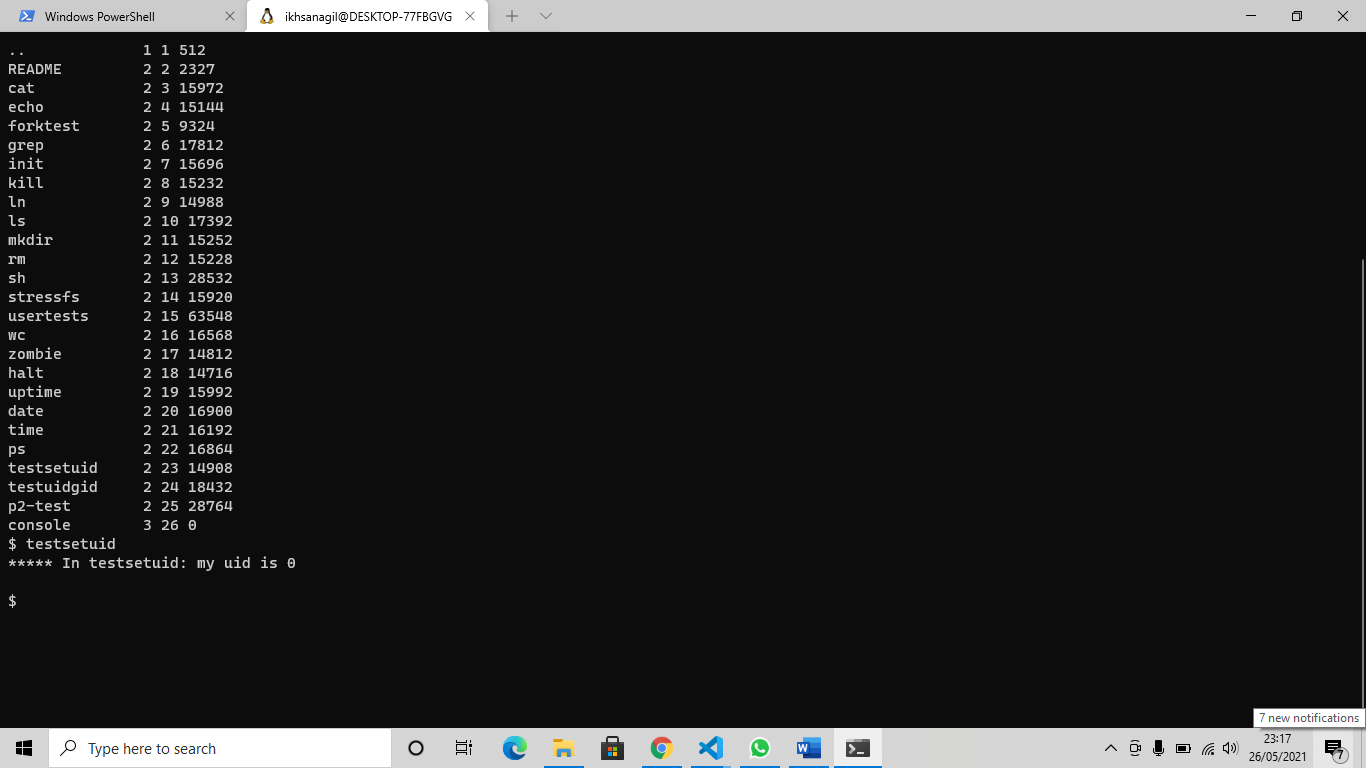 Windows PowerShell
ikhsanagil@DESKTOP-77FBGVG
.. 1 1 512
README 2 2 2327
cat 2 3 15972
echo 2 4 15144
forktest 2 5 9324
grep 2 6 17812
init 2 7 15696
kill 2 8 15232
ln 2 9 14988
ls 2 10 17392
mkdir 2 11 15252
rm 2 12 15228
sh 2 13 28532
stressfs 2 14 15920
usertests 2 15 63548
wc 2 16 16568
zombie 2 17 14812
halt 2 18 14716
uptime 2 19 15992
date 2 20 16900
time 2 21 16192
ps 2 22 16864
testsetuid 2 23 14908
testuidgid 2 24 18432
p2-test 2 25 28764
console 3 26 0
$ testsetuid
***** In testsetuid: my uid is 0
$
7 new notifications
Type here to search
23:17
26/05/2021
7